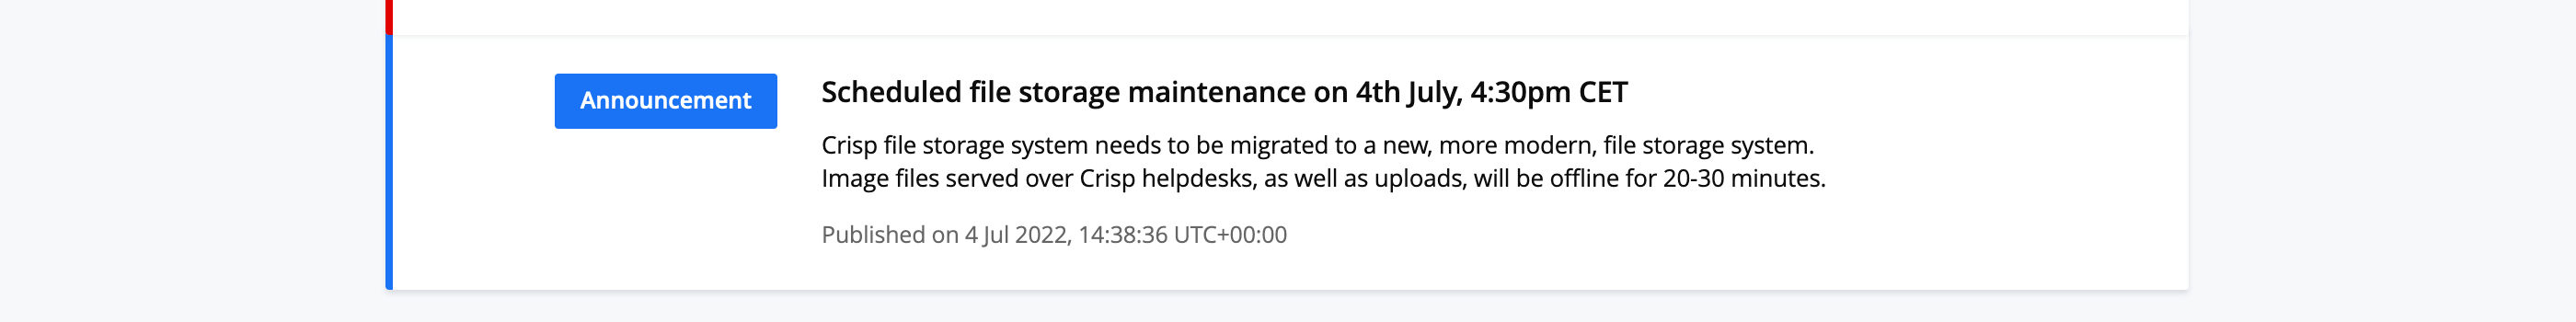 Announcement
Scheduled file storage maintenance on 4th July, 4:30pm CET
Crisp file storage system needs to be migrated to a new, more modern, file storage system.
Image files served over Crisp helpdesks, as well as uploads, will be offline for 20-30 minutes.
Published on 4 Jul 2022, 14:38:36 UTC+00:00